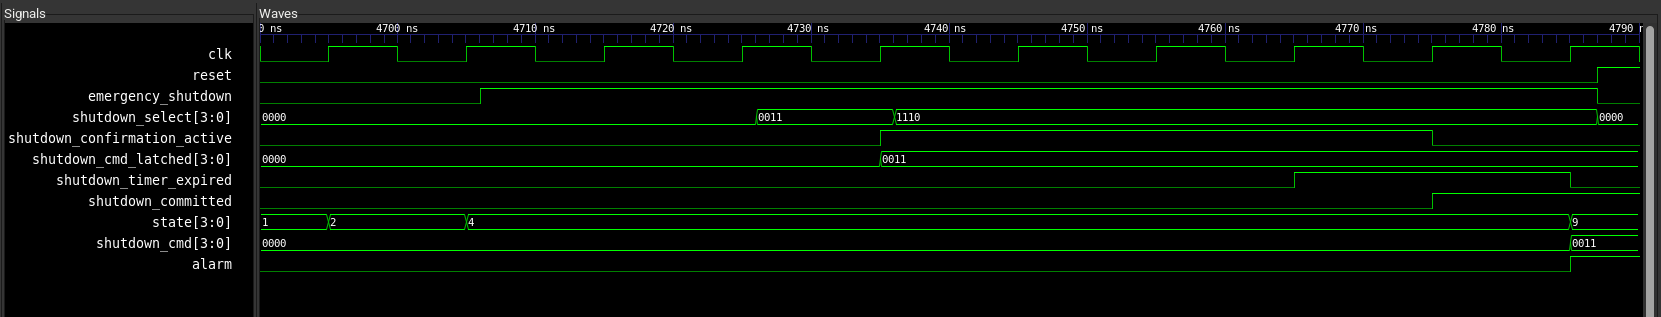 Signals Waves
0 ns 4700 ns 4710 ns 4720 ns 4730 ns 4740 ns 4750 ns 4760 ns 4770 ns 4780 ns 4790 n
clk
reset
emergency_shutdown
shutdown_select[3:0] 0000 0011 1110 0000
shutdown_confirmation_active
shutdown_cmd_latched[3:0] 0000 0011
shutdown_timer_expired
shutdown_committed
state[3:0] 1 2 4 9
shutdown_cmd[3:0] 0000 0011
alarm